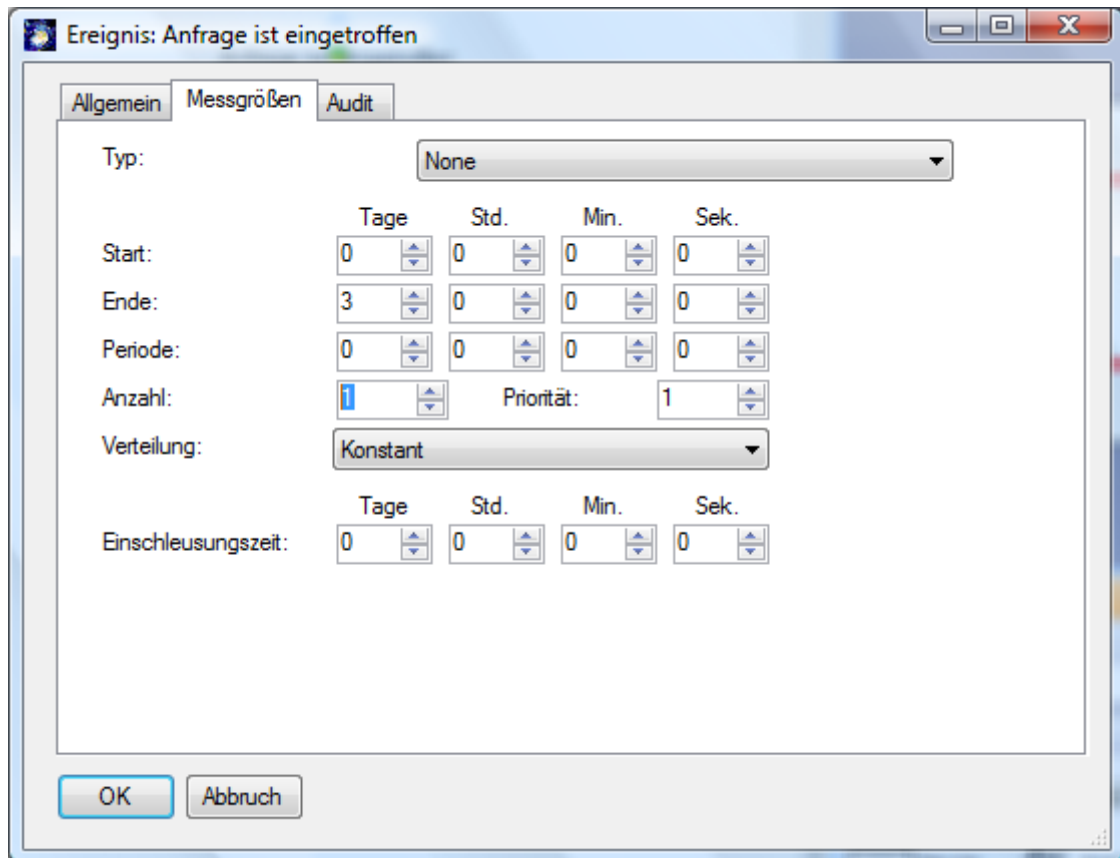 Ereignis: Anfrage ist eingetroffen
Allgemein Messgrößen Audit
Typ: None
Tage Std. Min. Sek.
Start: 0 0 0 0
Ende: 3 0 0 0
Periode: 0 0 0 0
Anzahl: 1 Priorität: 1
Verteilung: Konstant
Tage Std. Min. Sek.
Einschleusungszeit: 0 0 0 0
OK Abbruch